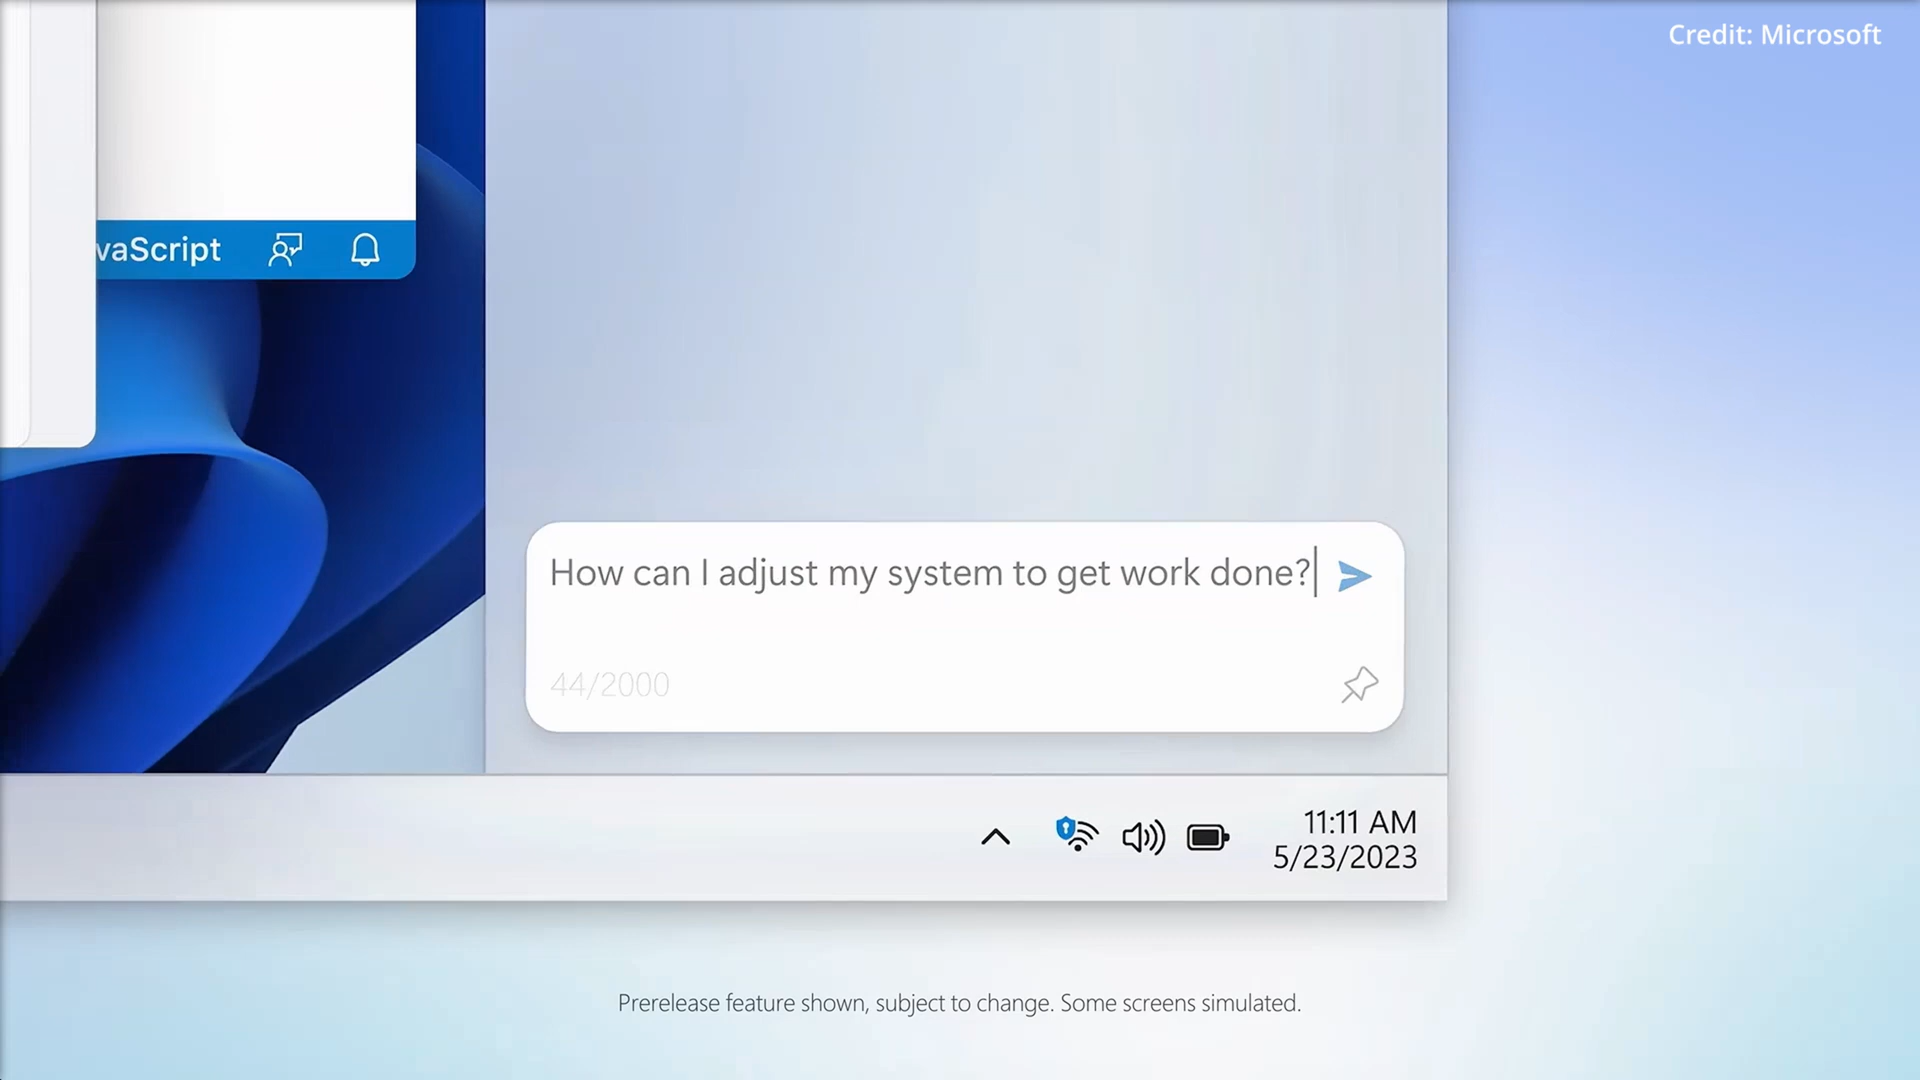 Credit: Microsoft
vaScript
How can I adjust my system to get work done?
44/2000
11:11 AM
5/23/2023
Prerelease feature shown, subject to change. Some screens simulated.